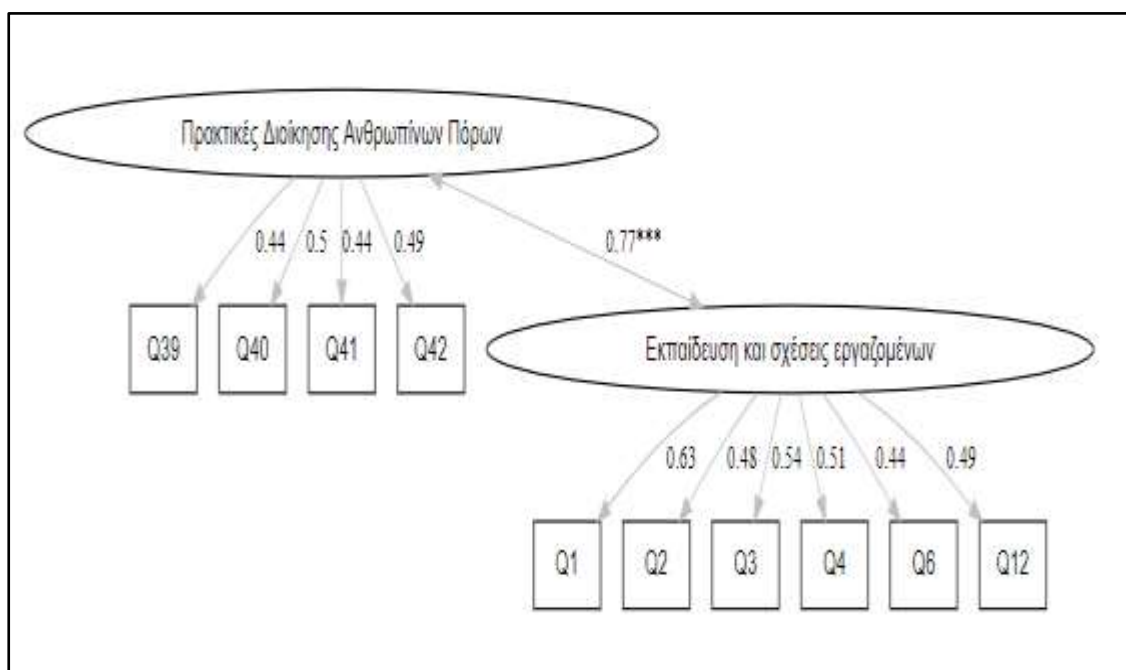 Πρακτικές Διοίκησης Ανθρωπίνων Πόρων
0.44 0.5 0.44 0.49
0.77***
Q39 Q40 Q41 Q42
Εκπαίδευση και σχέσεις εργαζομένων
0.63 0.48 0.54 0.51 0.44 0.49
Q1 Q2 Q3 Q4 Q6 Q12